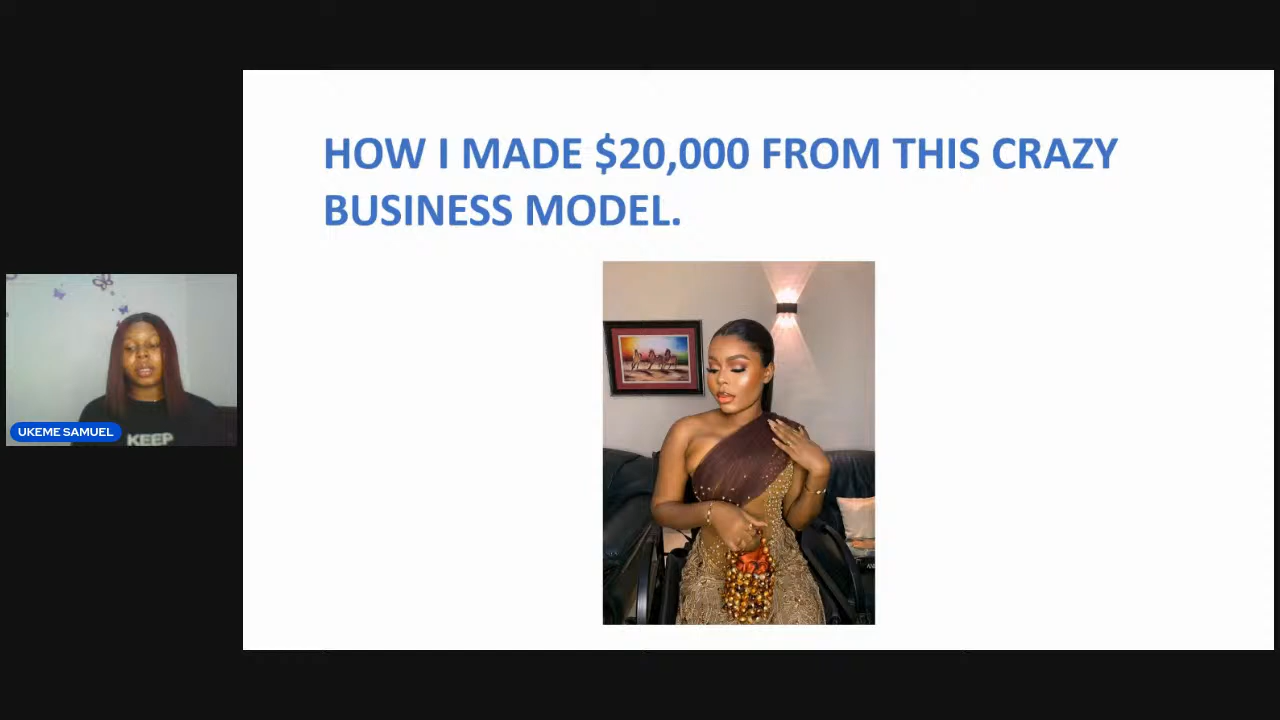 HOW I MADE $20,000 FROM THIS CRAZY
BUSINESS MODEL.
UKEME SAMUEL
KEEP